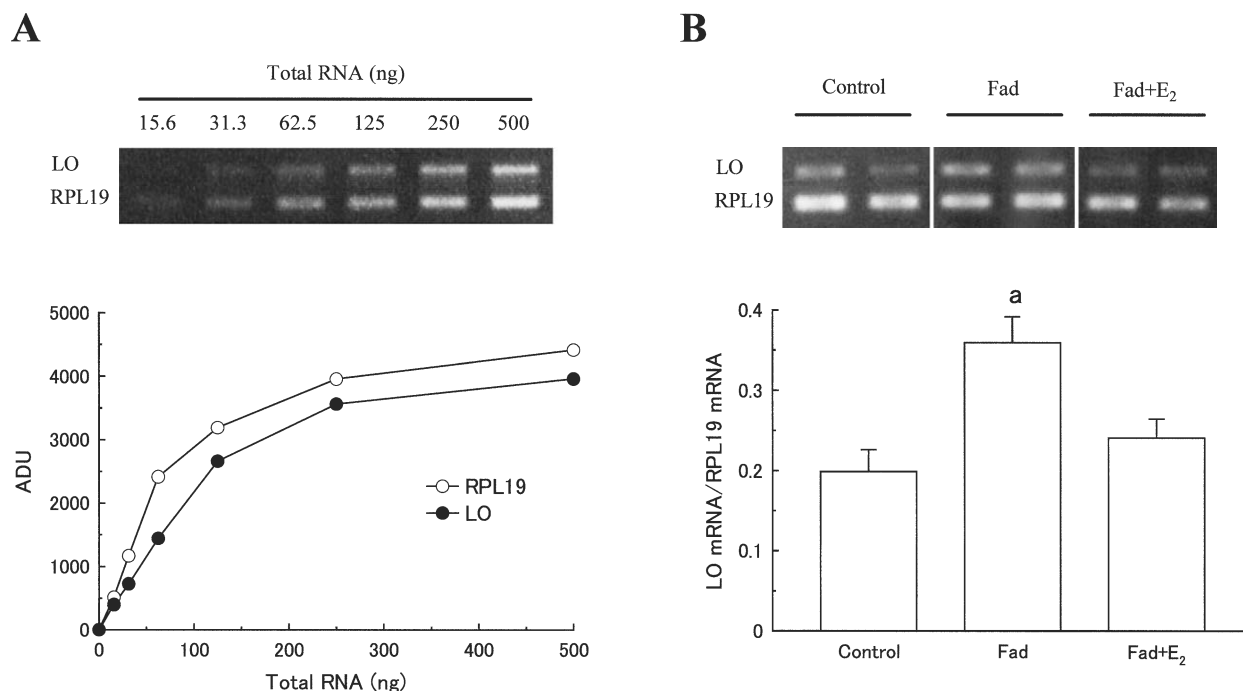 A
Total RNA (ng)
15.6 31.3 62.5 125 250 500
LO
RPL19
5000
4000
3000
2000
1000
0
ADU
RPL19
LO
0 100 200 300 400 500
Total RNA (ng)
B
Control Fad Fad+E₂
LO
RPL19
a
0.4
0.3
0.2
0.1
0
LO mRNA/RPL19 mRNA
Control Fad Fad+E₂